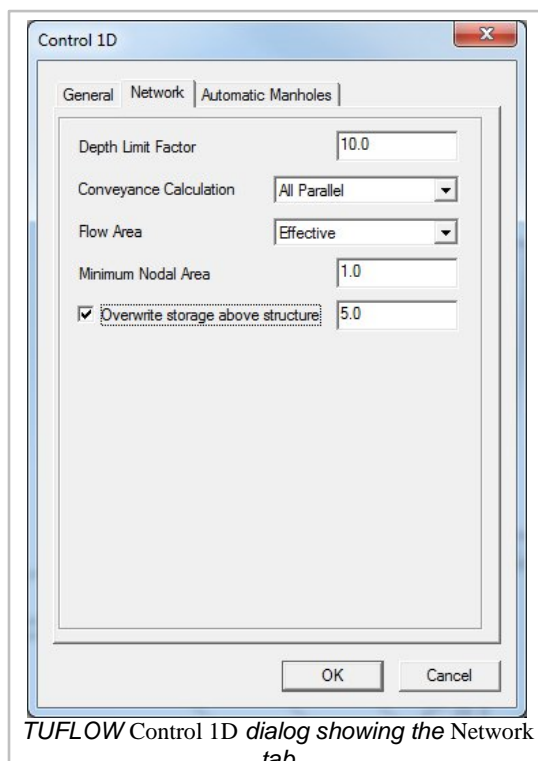 Control 1D
General Network Automatic Manholes
Depth Limit Factor 10.0
Conveyance Calculation All Parallel
Flow Area Effective
Minimum Nodal Area 1.0
Overwrite storage above structure 5.0
OK Cancel
TUFLOW Control 1D dialog showing the Network
tab